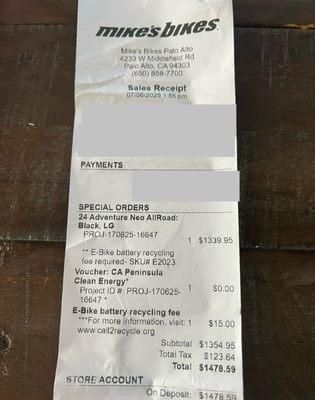 mike's bikes.
Mike's Bikes Palo Alto
4233 W Middlefield Rd
Palo Alto, CA 94303
(650) 858-7700
Sales Receipt
07/06/2025 1:55 pm
PAYMENTS
SPECIAL ORDERS
24 Adventure Neo AllRoad:
Black, LG
PROJ-170625-16647
1 $1339.95
** E-Bike battery recycling
fee required- SKU# E2023
Voucher: CA Peninsula
Clean Energy*
Project ID #: PROJ-170625- 1 $0.00
16647 *
E-Bike battery recycling fee
***For more information, visit: 1 $15.00
www.call2recycle.org
Subtotal $1354.95
Total Tax $123.64
Total $1478.59
STORE ACCOUNT
On Deposit: $1478.59